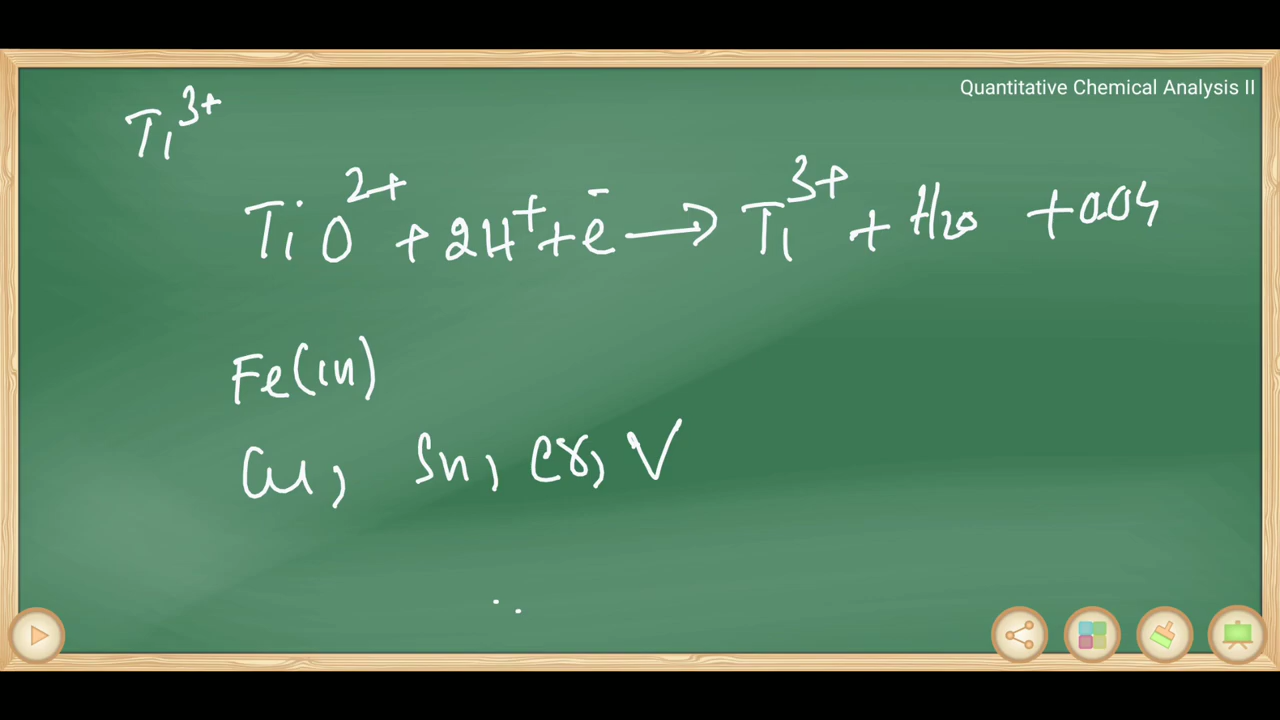 Quantitative Chemical Analysis II
Ti³⁺
TiO²⁺ + 2H⁺ + e⁻ → Ti³⁺ + H₂O + 0.04
Fe(III)
Cu, Sn, Cr, V